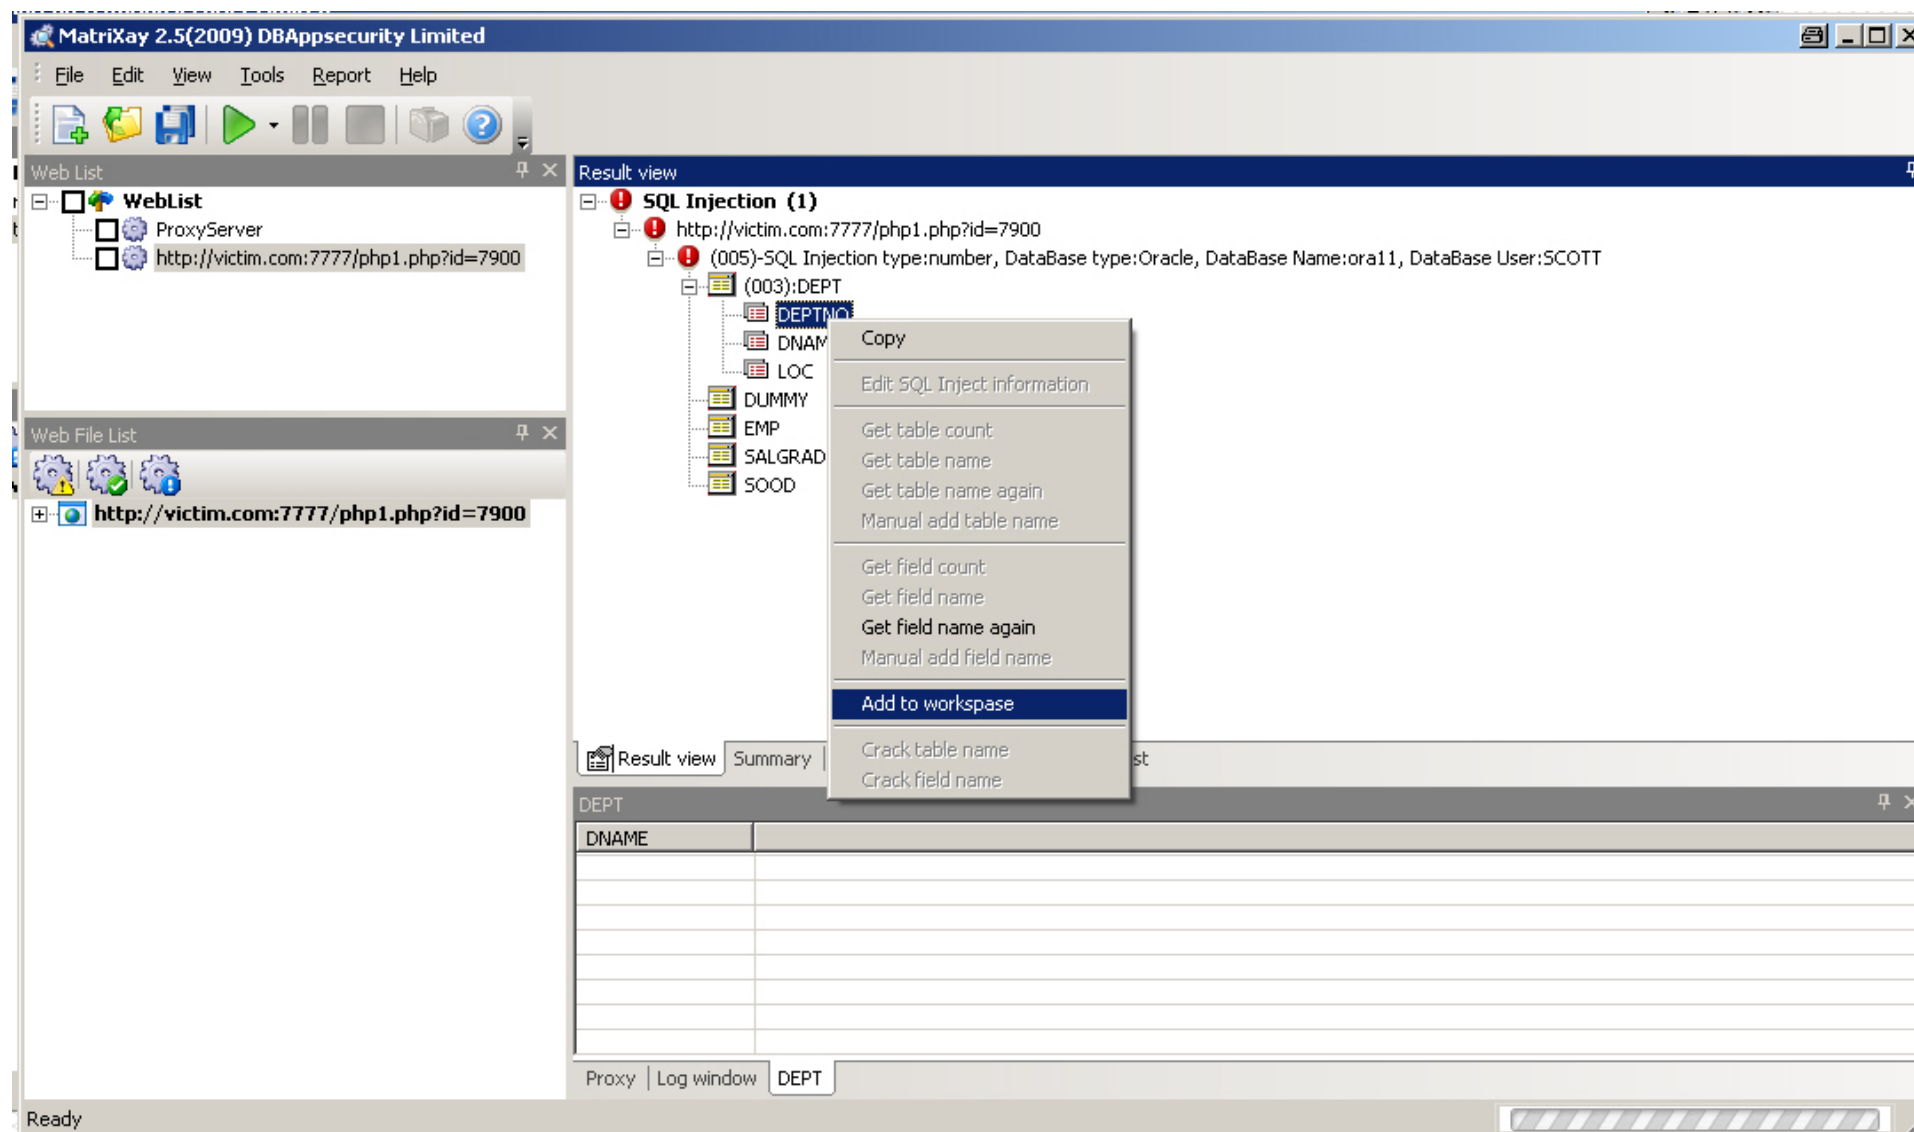 MatriXay 2.5(2009) DBAppsecurity Limited
File Edit View Tools Report Help
Web List
WebList
ProxyServer
http://victim.com:7777/php1.php?id=7900
Web File List
http://victim.com:7777/php1.php?id=7900
Result view
SQL Injection (1)
http://victim.com:7777/php1.php?id=7900
(005)-SQL Injection type:number, DataBase type:Oracle, DataBase Name:ora11, DataBase User:SCOTT
(003):DEPT
DEPTNO
DNAM
LOC
DUMMY
EMP
SALGRAD
SOOD
Copy
Edit SQL Inject information
Get table count
Get table name
Get table name again
Manual add table name
Get field count
Get field name
Get field name again
Manual add field name
Add to workspase
Crack table name
Crack field name
Result view Summary st
DEPT
DNAME
Proxy Log window DEPT
Ready